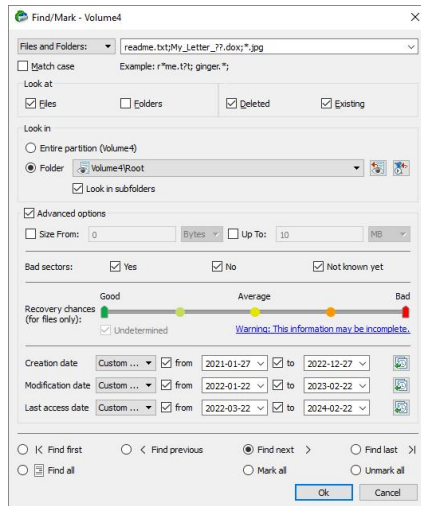 Find/Mark - Volume4
Files and Folders: readme.txt;My_Letter_??.dox;*.jpg
Match case Example: r*me.t?t; ginger.*;
Look at
Files Folders Deleted Existing
Look in
Entire partition (Volume4)
Folder Volume4\Root
Look in subfolders
Advanced options
Size From: 0 Bytes Up To: 10 MB
Bad sectors: Yes No Not known yet
Good Average Bad
Recovery chances
(for files only):
Undetermined Warning: This information may be incomplete.
Creation date Custom ... from 2021-01-27 to 2022-12-27
Modification date Custom ... from 2022-01-22 to 2023-02-22
Last access date Custom ... from 2022-03-22 to 2024-02-22
Find first Find previous Find next Find last
Find all Mark all Unmark all
Ok Cancel